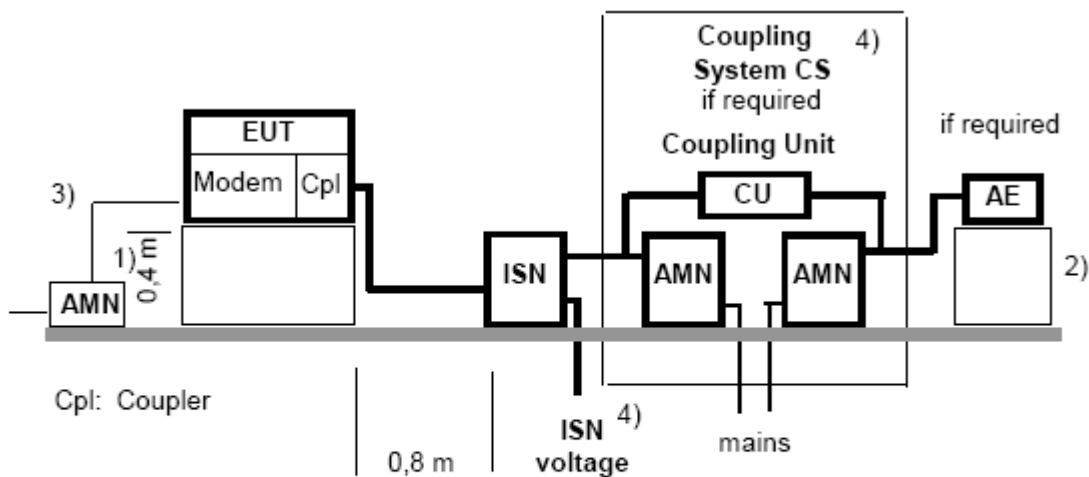 Coupling 4)
System CS
if required
Coupling Unit
if required
EUT
Modem Cpl
CU
AE
3)
1)
0,4 m
2)
AMN
ISN
AMN
AMN
Cpl: Coupler
0,8 m
ISN 4)
voltage
mains